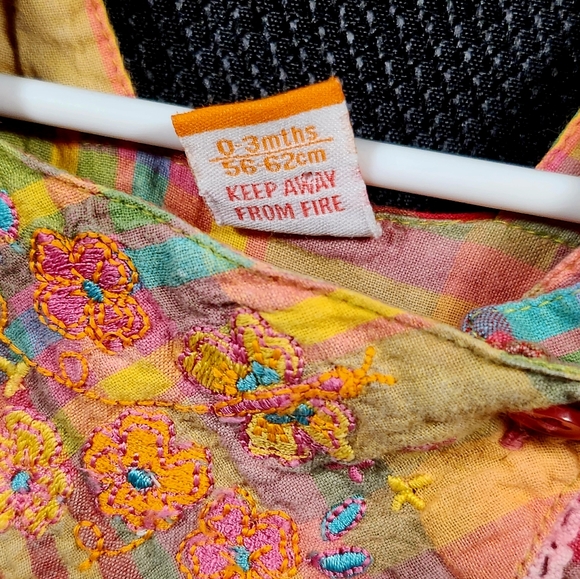 0-3mths
56-62cm
KEEP AWAY
FROM FIRE